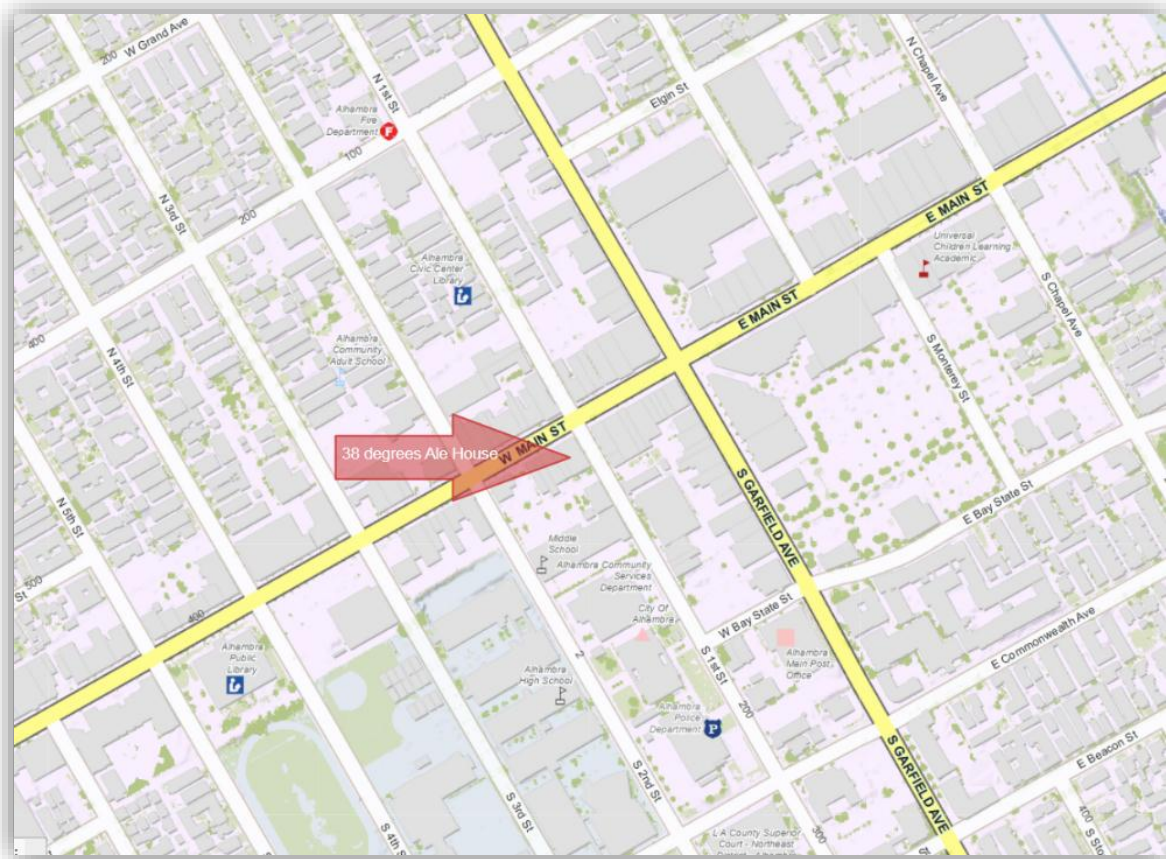 W Grand Ave
200
N 1st St
Alhambra
Fire
Department
F
100
Elgin St
N Chapel Ave
N 3rd St
200
E MAIN ST
Universal
Children Learning
Academic
Alhambra
Civic Center
Library
E MAIN ST
S Chapel Ave
400
N 4th St
Alhambra
Community
Adult School
S Monterey St
38 degrees Ale House
W MAIN ST
N 5th St
S GARFIELD AVE
E Bay State St
Middle
School
Alhambra Community
Services
Department
City Of
Alhambra
500
St
400
W Bay State St
E Commonwealth Ave
Alhambra
Public
Library
Alhambra
High School
2
S 1st St
Alhambra
Main Post
Office
Alhambra
Police
Department
P
200
S GARFIELD AVE
E Beacon St
S 2nd St
S 3rd St
S 4th St
L A County Superior
Court - Northeast
300
400
S Sto